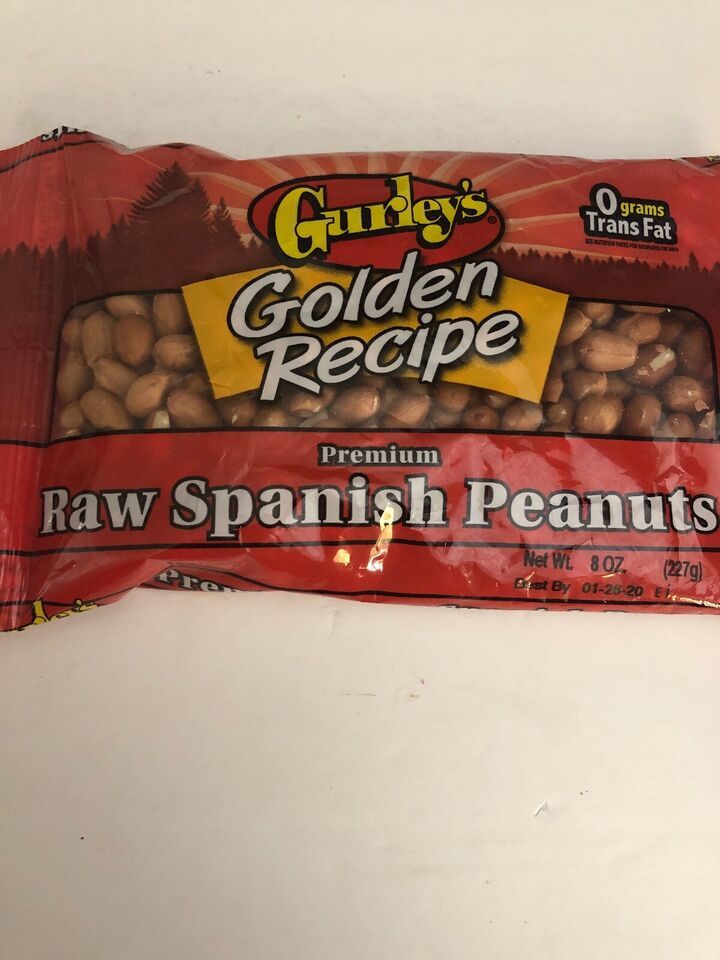 Gurley's
0 grams
Trans Fat
Golden
Recipe
Premium
Raw Spanish Peanuts
Net Wt. 8 OZ. (227g)
Best By 01-28-20